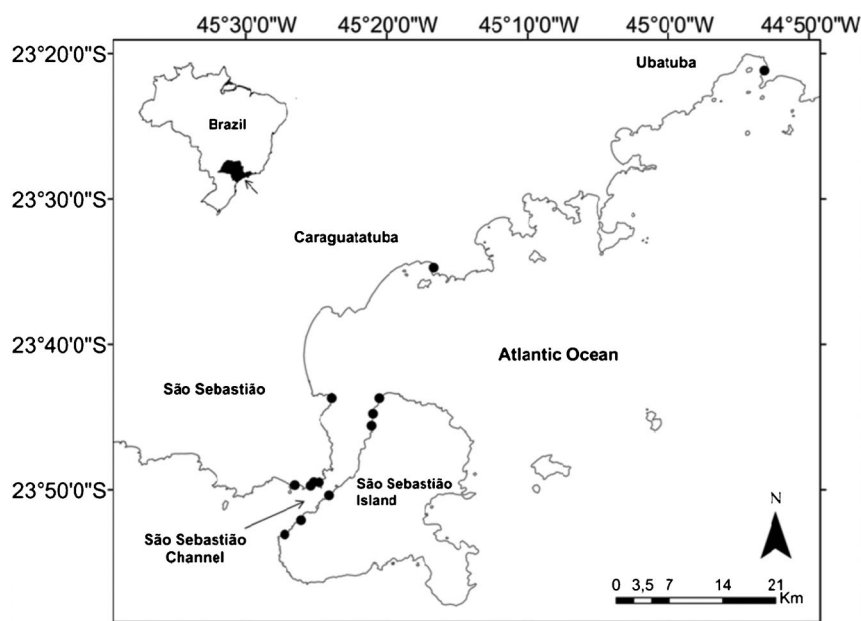 45°30'0"W 45°20'0"W 45°10'0"W 45°0'0"W 44°50'0"W
23°20'0"S
Ubatuba
Brazil
23°30'0"S
Caraguatatuba
23°40'0"S
Atlantic Ocean
São Sebastião
São Sebastião
Island
23°50'0"S
São Sebastião
Channel
N
0 3,5 7 14 21
Km